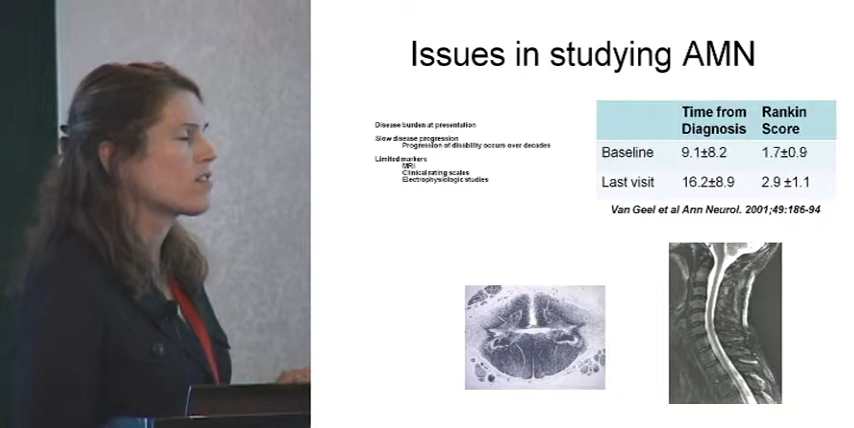 Issues in studying AMN
Disease burden at presentation
Slow disease progression
Progression of disability occurs over decades
Limited markers
MRI
Clinical rating scales
Electrophysiologic studies
Time from Diagnosis Rankin Score
Baseline 9.1±8.2 1.7±0.9
Last visit 16.2±8.9 2.9 ±1.1
Van Geel et al Ann Neurol. 2001;49:186-94